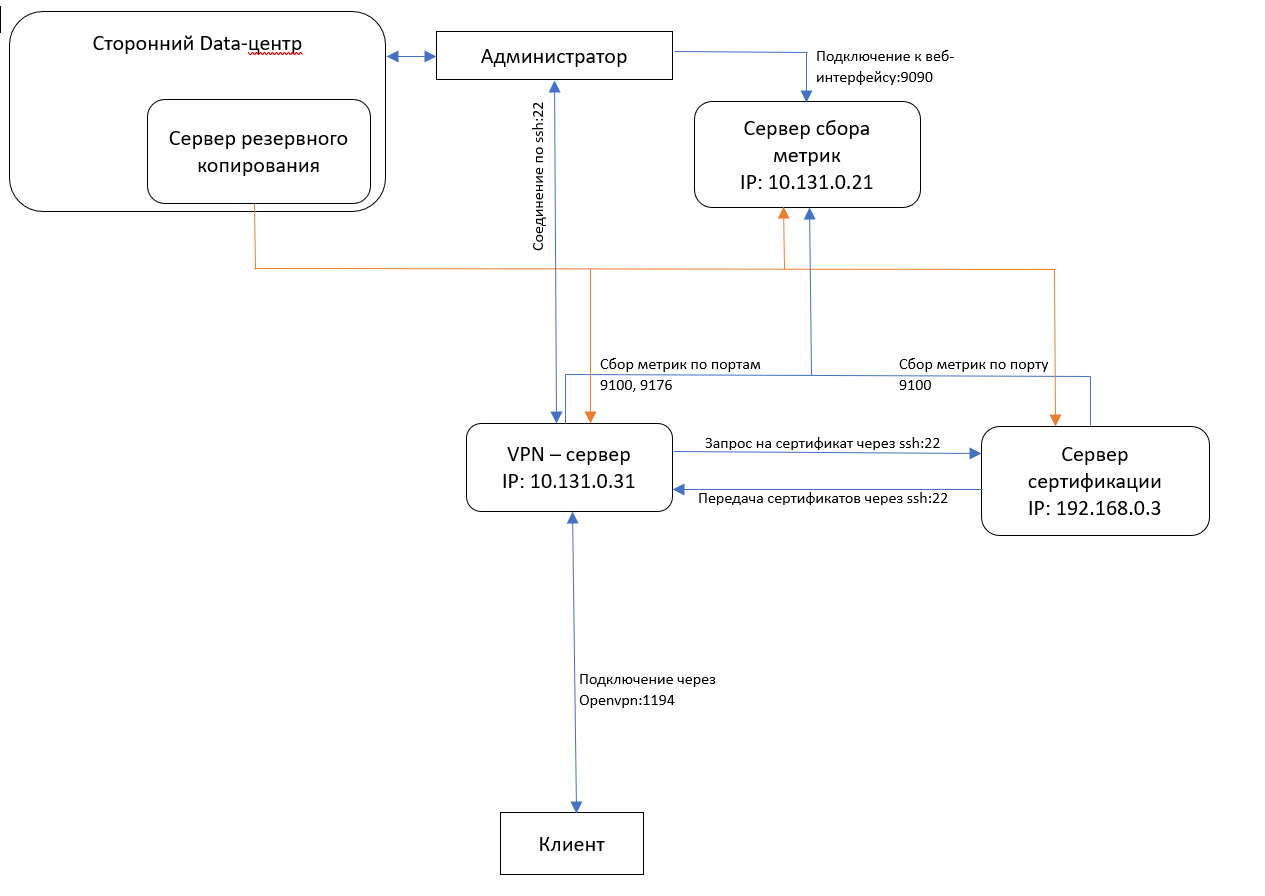 Сторонний Data-центр
Администратор
Подключение к веб-
интерфейсу:9090
Сервер резервного
копирования
Соединение по ssh:22
Сервер сбора
метрик
IP: 10.131.0.21
Сбор метрик по портам
9100, 9176
Сбор метрик по порту
9100
VPN – сервер
IP: 10.131.0.31
Запрос на сертификат через ssh:22
Передача сертификатов через ssh:22
Сервер
сертификации
IP: 192.168.0.3
Подключение через
Openvpn:1194
Клиент